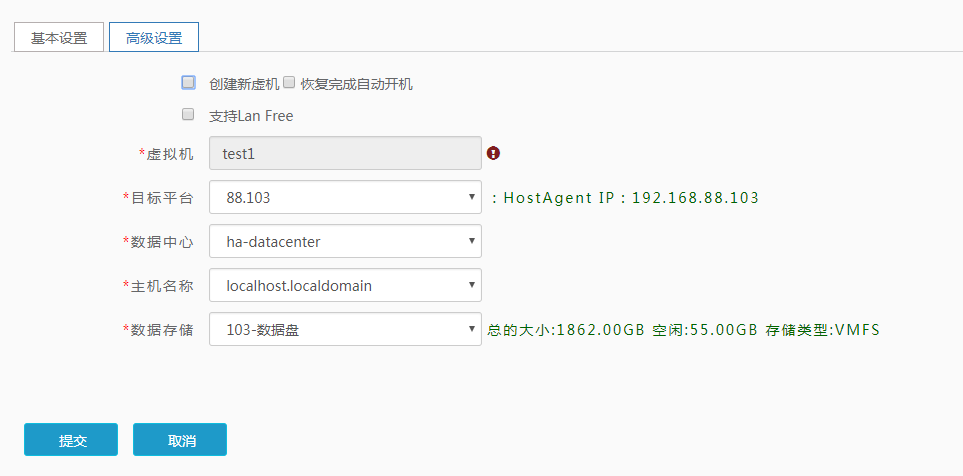 基本设置 高级设置
创建新虚机 恢复完成自动开机
支持Lan Free
*虚拟机 test1
*目标平台 88.103 : HostAgent IP : 192.168.88.103
*数据中心 ha-datacenter
*主机名称 localhost.localdomain
*数据存储 103-数据盘 总的大小:1862.00GB 空闲:55.00GB 存储类型:VMFS
提交 取消